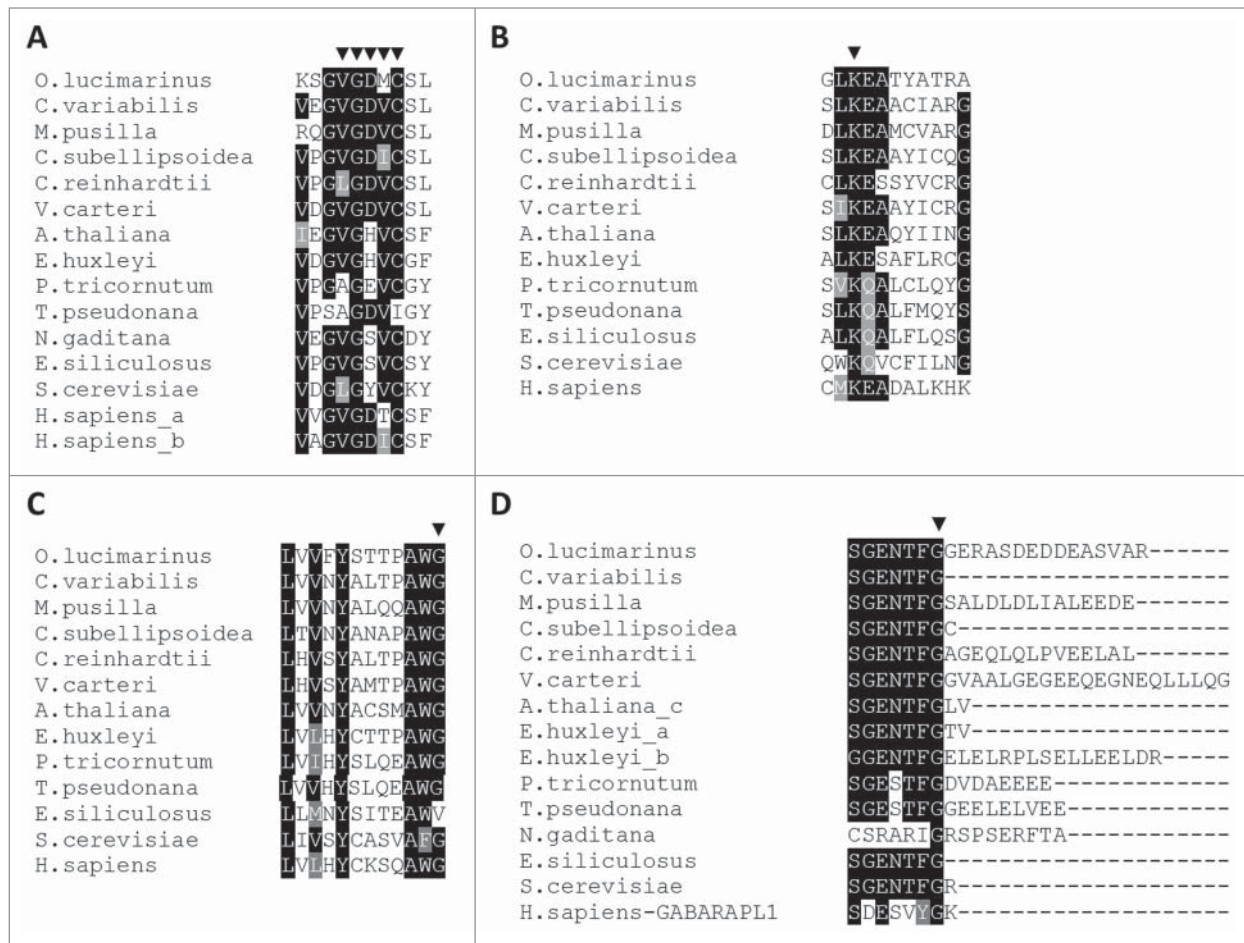 A
▼▼▼▼▼
O.lucimarinus KSGVGDMCSL
C.variabilis VEGVGDVCSL
M.pusilla RQGVGDVCSL
C.subellipsoidea VPGVGDICSL
C.reinhardtii VPGLGDVCSL
V.carteri VDGVGDVCSL
A.thaliana IEGVGHVCSF
E.huxleyi VDGVGHVCGF
P.tricornutum VPGAGEVCGY
T.pseudonana VPSAGDVIGY
N.gaditana VEGVGSVCDY
E.siliculosus VPGVGSVCSY
S.cerevisiae VDGLGYVCKY
H.sapiens_a VVGVGDTCSF
H.sapiens_b VAGVGDICSF
B
▼
O.lucimarinus GLKEATYATRA
C.variabilis SLKEAACIARG
M.pusilla DLKEAMCVARG
C.subellipsoidea SLKEAAYICQG
C.reinhardtii CLKESSYVCRG
V.carteri SIKEAAYICRG
A.thaliana SLKEAQYIING
E.huxleyi ALKESAFLRCG
P.tricornutum SVKQALCLQYG
T.pseudonana SLKQALFMQYS
E.siliculosus ALKQALFLQSG
S.cerevisiae QWKQVCFILNG
H.sapiens CMKEADALKHK
C
▼
O.lucimarinus LVVFYSTTPAWG
C.variabilis LVVNYALTPAWG
M.pusilla LVVNYALQQAWG
C.subellipsoidea LTVNYANAPAWG
C.reinhardtii LHVSYALTPAWG
V.carteri LHVSYAMTPAWG
A.thaliana LVVNYACSMAWG
E.huxleyi LVLHYCTTPAWG
P.tricornutum LVIHYSLQEAWG
T.pseudonana LVVHYSLQEAWG
E.siliculosus LLMNYSITEAWV
S.cerevisiae LIVSYCASVAFG
H.sapiens LVLHYCKSQAWG
D
▼
O.lucimarinus SGENTFGGERASDEDDEASVAR------
C.variabilis SGENTFG---------------------
M.pusilla SGENTFGSALDLDLIALEEDE-------
C.subellipsoidea SGENTFGC--------------------
C.reinhardtii SGENTFGAGEQLQLPVEELAL-------
V.carteri SGENTFGGVAALGEGEEQEGNEQLLLQG
A.thaliana_c SGENTFGLV-------------------
E.huxleyi_a SGENTFGTV-------------------
E.huxleyi_b GGENTFGELELRPLSELLEELDR-----
P.tricornutum SGESTFGDVDAEEEE-------------
T.pseudonana SGESTFGGEELELVEE------------
N.gaditana CSRARIGRSPSERFTA------------
E.siliculosus SGENTFG---------------------
S.cerevisiae SGENTFGR--------------------
H.sapiens-GABARAPL1 SDESVYGK--------------------